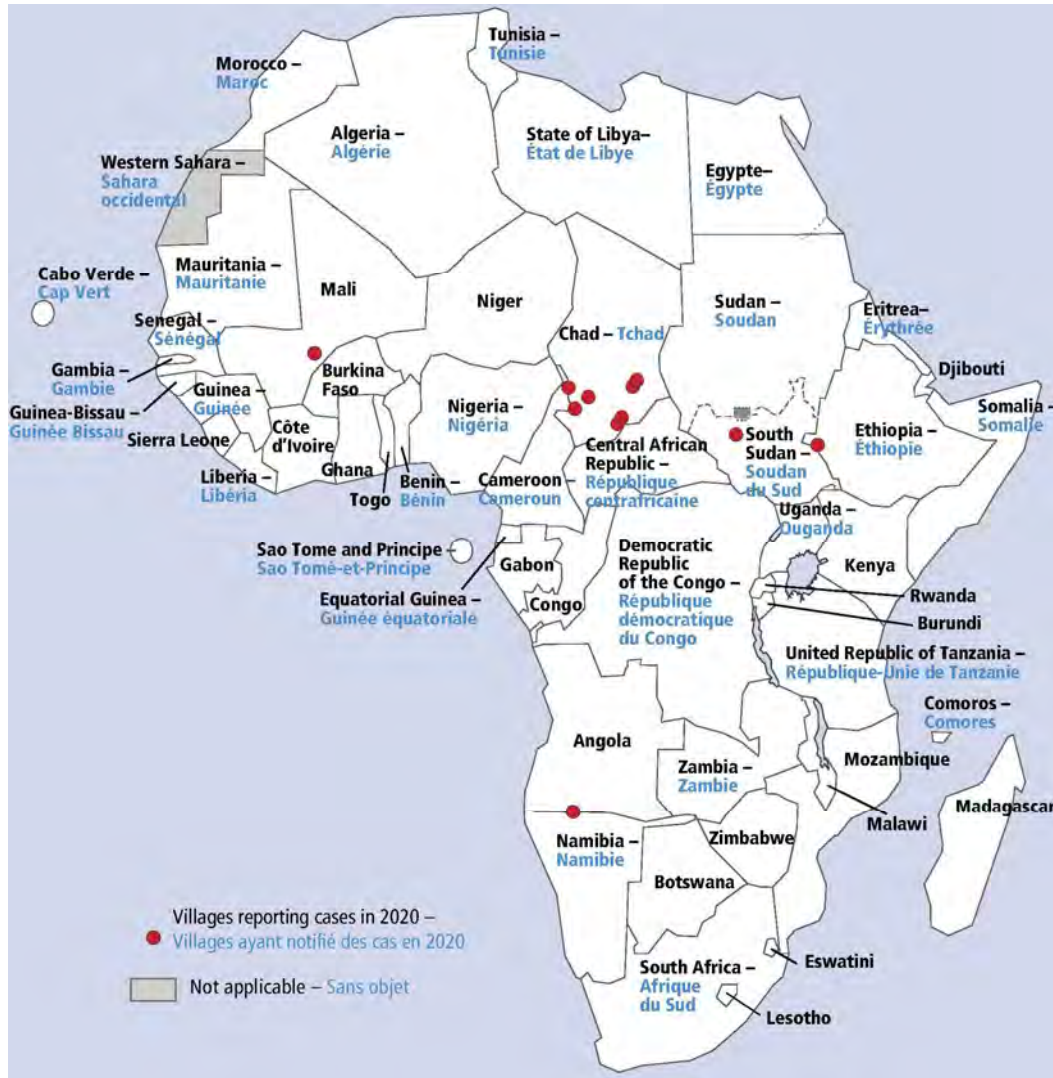 Tunisia –
Tunisie
Morocco –
Maroc
Algeria –
Algérie
State of Libya–
État de Libye
Egypte–
Égypte
Western Sahara –
Sahara
occidental
Cabo Verde –
Cap Vert
Mauritania –
Mauritanie
Mali
Niger
Chad – Tchad
Sudan –
Soudan
Eritrea–
Érythrée
Senegal –
Sénégal
Gambia –
Gambie
Guinea-Bissau –
Guinée Bissau
Guinea –
Guinée
Sierra Leone
Liberia –
Libéria
Côte
d'Ivoire
Burkina
Faso
Ghana
Togo
Benin –
Bénin
Nigeria –
Nigéria
Cameroon –
Cameroun
Central African
Republic –
République
centrafricaine
South
Sudan –
Soudan
du Sud
Ethiopia –
Éthiopie
Djibouti
Somalia –
Somalie
Uganda –
Ouganda
Kenya
Rwanda
Burundi
Sao Tome and Principe –
Sao Tomé-et-Principe
Equatorial Guinea –
Guinée équatoriale
Gabon
Congo
Democratic
Republic
of the Congo –
République
démocratique
du Congo
United Republic of Tanzania –
République-Unie de Tanzanie
Comoros –
Comores
Angola
Zambia –
Zambie
Mozambique
Malawi
Madagascar
Namibia –
Namibie
Zimbabwe
Botswana
South Africa –
Afrique
du Sud
Eswatini
Lesotho
Villages reporting cases in 2020 –
Villages ayant notifié des cas en 2020
Not applicable – Sans objet